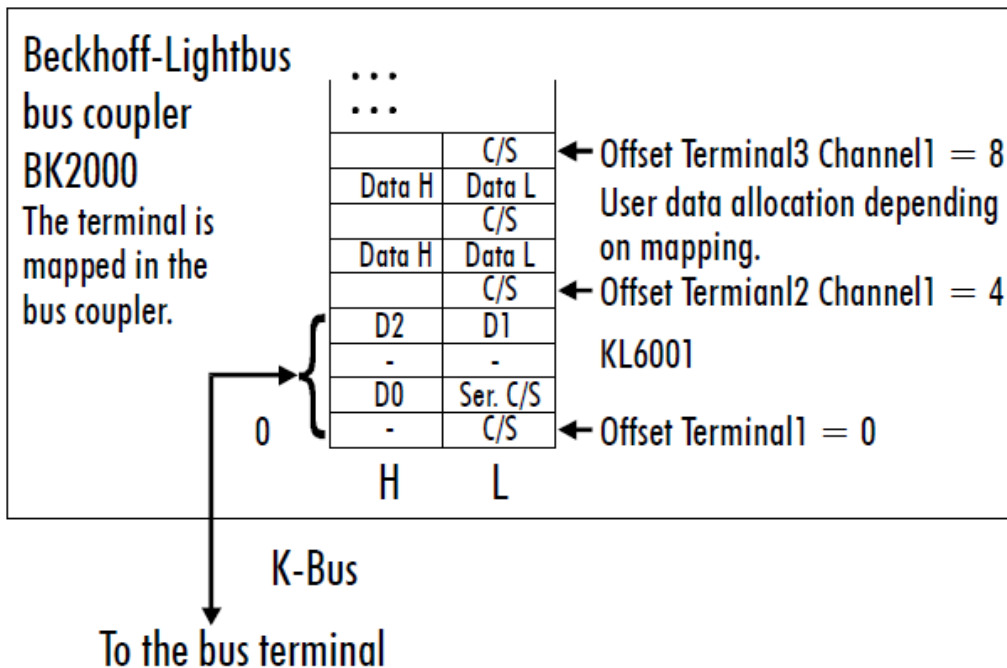 Beckhoff-Lightbus
bus coupler
BK2000
The terminal is
mapped in the
bus coupler.
0
...
...
C/S
Data H Data L
C/S
Data H Data L
C/S
D2 D1
- -
D0 Ser. C/S
- C/S
H L
Offset Terminal3 Channel1 = 8
User data allocation depending
on mapping.
Offset Termianl2 Channel1 = 4
KL6001
Offset Terminal1 = 0
K-Bus
To the bus terminal